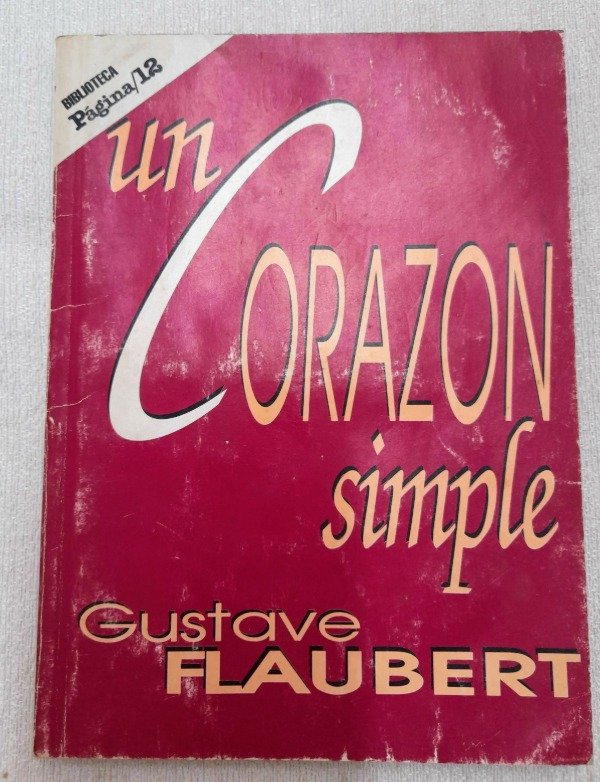 BIBLIOTECA
Página/12
un
CORAZON
simple
Gustave
FLAUBERT